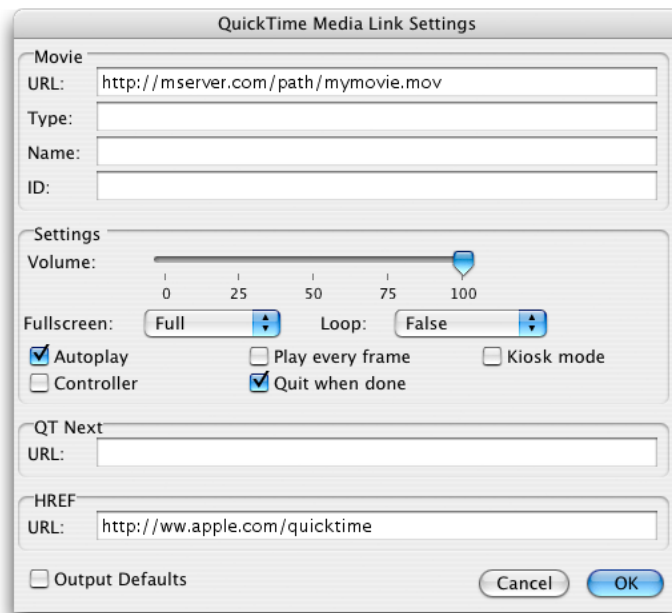 QuickTime Media Link Settings
Movie
URL: http://mserver.com/path/mymovie.mov
Type:
Name:
ID:
Settings
Volume:
0 25 50 75 100
Fullscreen: Full Loop: False
Autoplay Play every frame Kiosk mode
Controller Quit when done
QT Next
URL:
HREF
URL: http://ww.apple.com/quicktime
Output Defaults Cancel OK